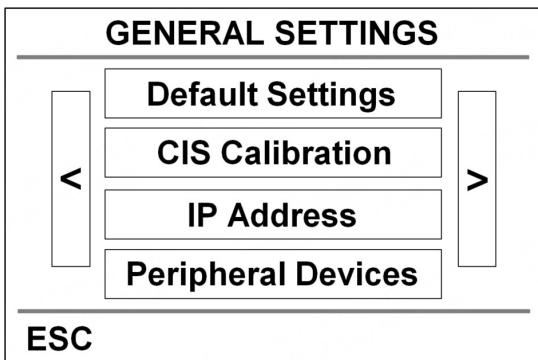 GENERAL SETTINGS
Default Settings
CIS Calibration
<
>
IP Address
Peripheral Devices
ESC